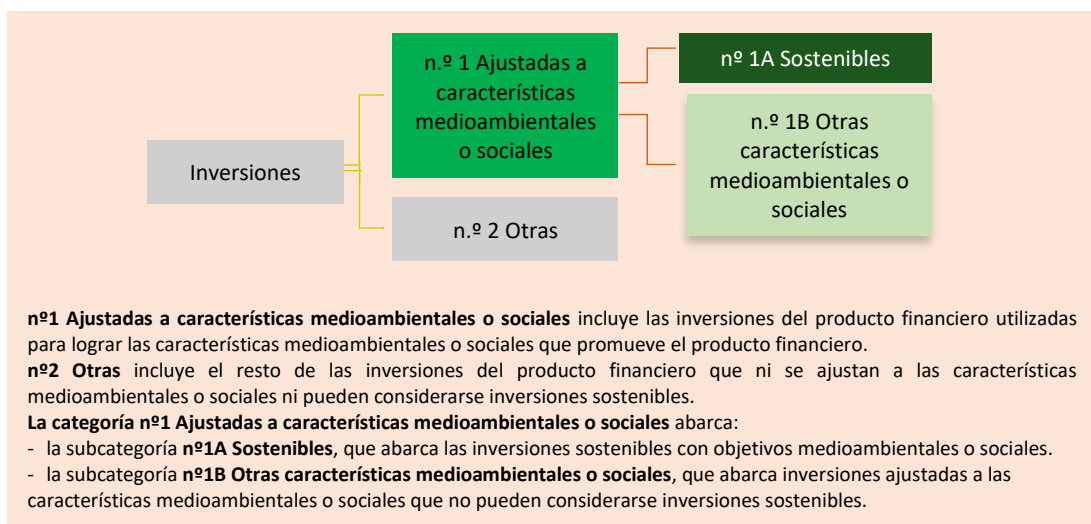 n.º 1 Ajustadas a
características
medioambientales
o sociales
nº 1A Sostenibles
n.º 1B Otras
características
medioambientales o
sociales
Inversiones
n.º 2 Otras
nº1 Ajustadas a características medioambientales o sociales incluye las inversiones del producto financiero utilizadas
para lograr las características medioambientales o sociales que promueve el producto financiero.
nº2 Otras incluye el resto de las inversiones del producto financiero que ni se ajustan a las características
medioambientales o sociales ni pueden considerarse inversiones sostenibles.
La categoría nº1 Ajustadas a características medioambientales o sociales abarca:
- la subcategoría nº1A Sostenibles, que abarca las inversiones sostenibles con objetivos medioambientales o sociales.
- la subcategoría nº1B Otras características medioambientales o sociales, que abarca inversiones ajustadas a las
características medioambientales o sociales que no pueden considerarse inversiones sostenibles.